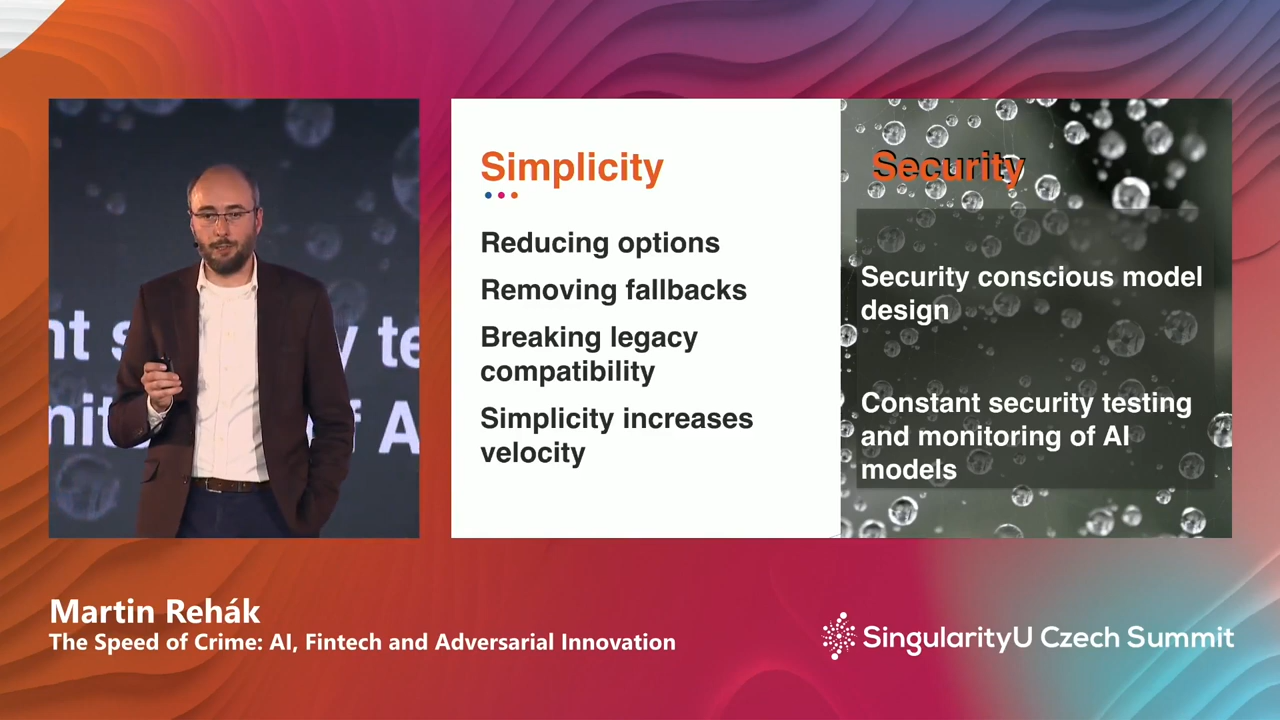 Simplicity
Reducing options
Removing fallbacks
Breaking legacy
compatibility
Simplicity increases
velocity
Security
Security conscious model
design
Constant security testing
and monitoring of AI
models
Martin Rehák
The Speed of Crime: AI, Fintech and Adversarial Innovation
SingularityU Czech Summit